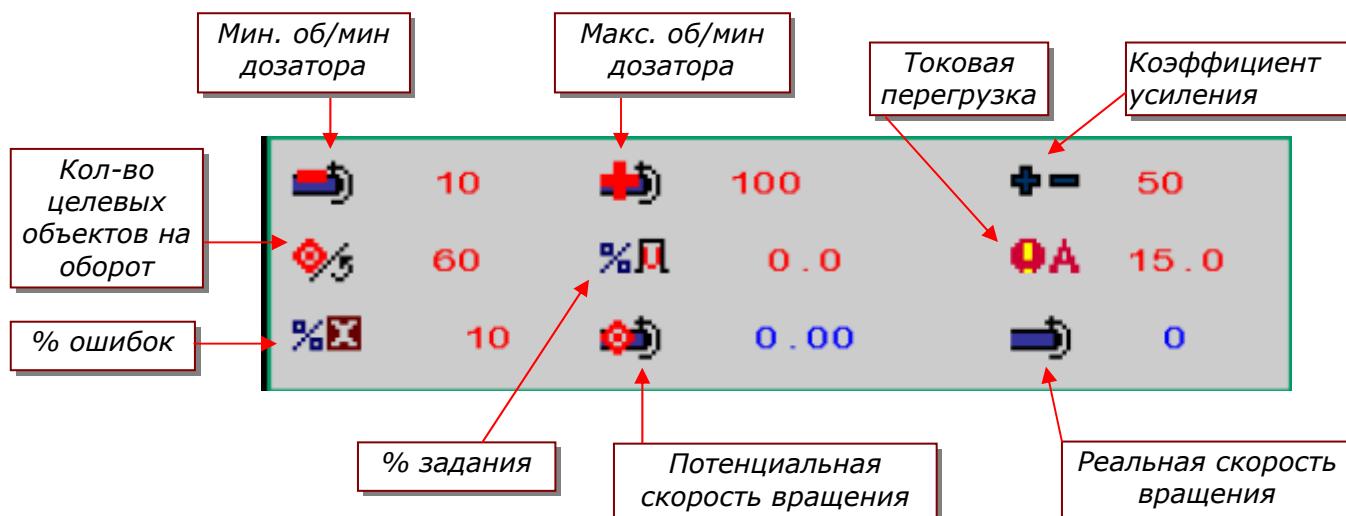 Мин. об/мин
дозатора
Макс. об/мин
дозатора
Токовая
перегрузка
Коэффициент
усиления
Кол-во
целевых
объектов на
оборот
% ошибок
10
100
+ - 50
60
% 0.0
A 15.0
% X 10
0.00
0
% задания
Потенциальная
скорость вращения
Реальная скорость
вращения